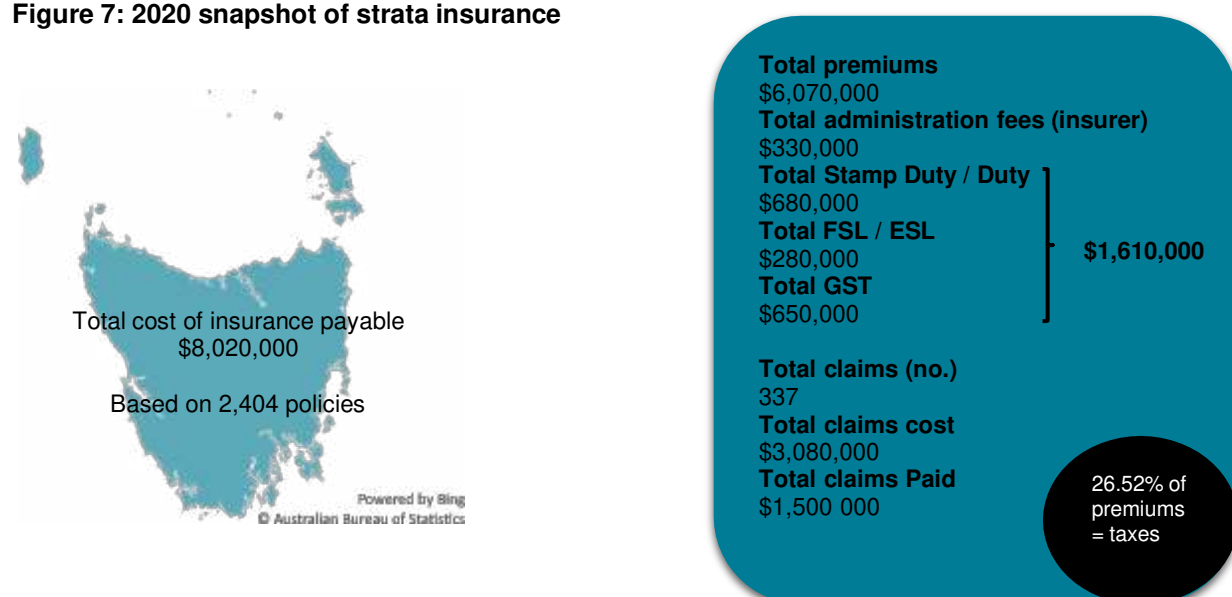 Figure 7: 2020 snapshot of strata insurance
Total cost of insurance payable
$8,020,000
Based on 2,404 policies
Powered by Bing
© Australian Bureau of Statistics
Total premiums
$6,070,000
Total administration fees (insurer)
$330,000
Total Stamp Duty / Duty
$680,000
Total FSL / ESL
$280,000
Total GST
$650,000
$1,610,000
Total claims (no.)
337
Total claims cost
$3,080,000
Total claims Paid
$1,500 000
26.52% of
premiums
= taxes